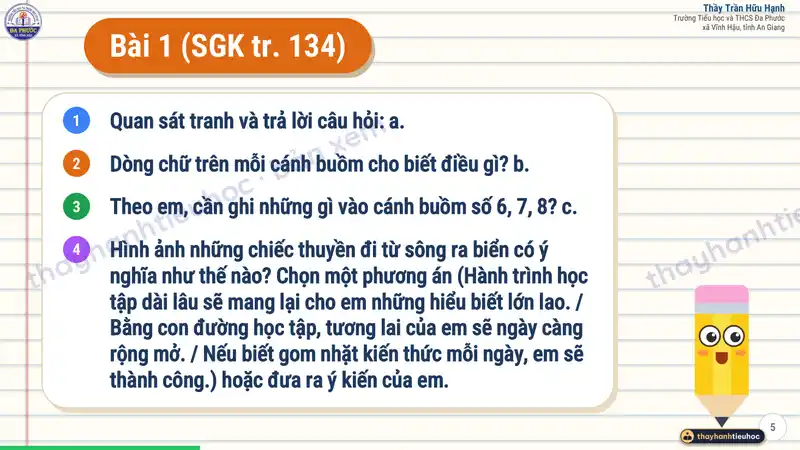 Thầy Trần Hữu Hạnh
Trường Tiểu học và THCS Đa Phước
xã Vĩnh Hậu, tỉnh An Giang
ĐA PHƯỚC
Bài 1 (SGK tr. 134)
1 Quan sát tranh và trả lời câu hỏi: a.
2 Dòng chữ trên mỗi cánh buồm cho biết điều gì? b.
3 Theo em, cần ghi những gì vào cánh buồm số 6, 7, 8? c.
4 Hình ảnh những chiếc thuyền đi từ sông ra biển có ý
nghĩa như thế nào? Chọn một phương án (Hành trình học
tập dài lâu sẽ mang lại cho em những hiểu biết lớn lao. /
Bằng con đường học tập, tương lai của em sẽ ngày càng
rộng mở. / Nếu biết gom nhặt kiến thức mỗi ngày, em sẽ
thành công.) hoặc đưa ra ý kiến của em.
thayhanhtieuhoc · bản xem
thayhanhtieuhoc
5